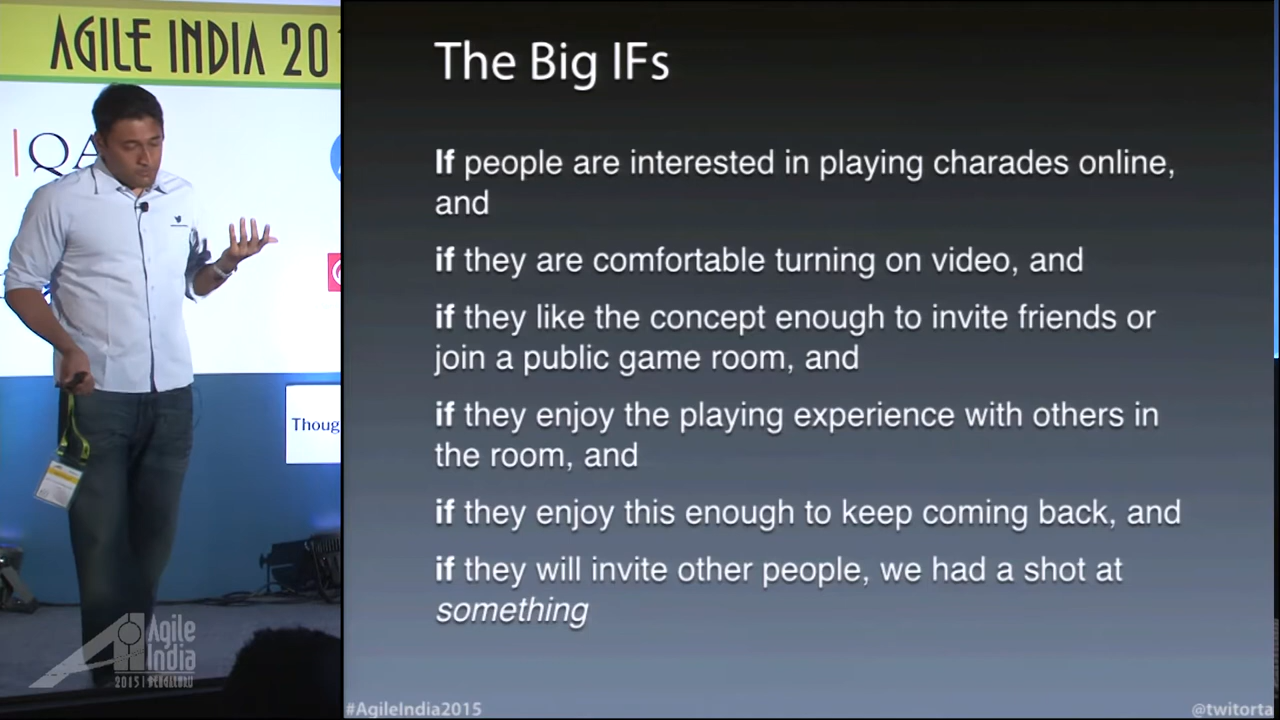 AGILE INDIA 201
QA
Thoug
The Big IFs
If people are interested in playing charades online,
and
if they are comfortable turning on video, and
if they like the concept enough to invite friends or
join a public game room, and
if they enjoy the playing experience with others in
the room, and
if they enjoy this enough to keep coming back, and
if they will invite other people, we had a shot at
something
Agile
India
2015 | BENGALURU
#AgileIndia2015
@twitorta